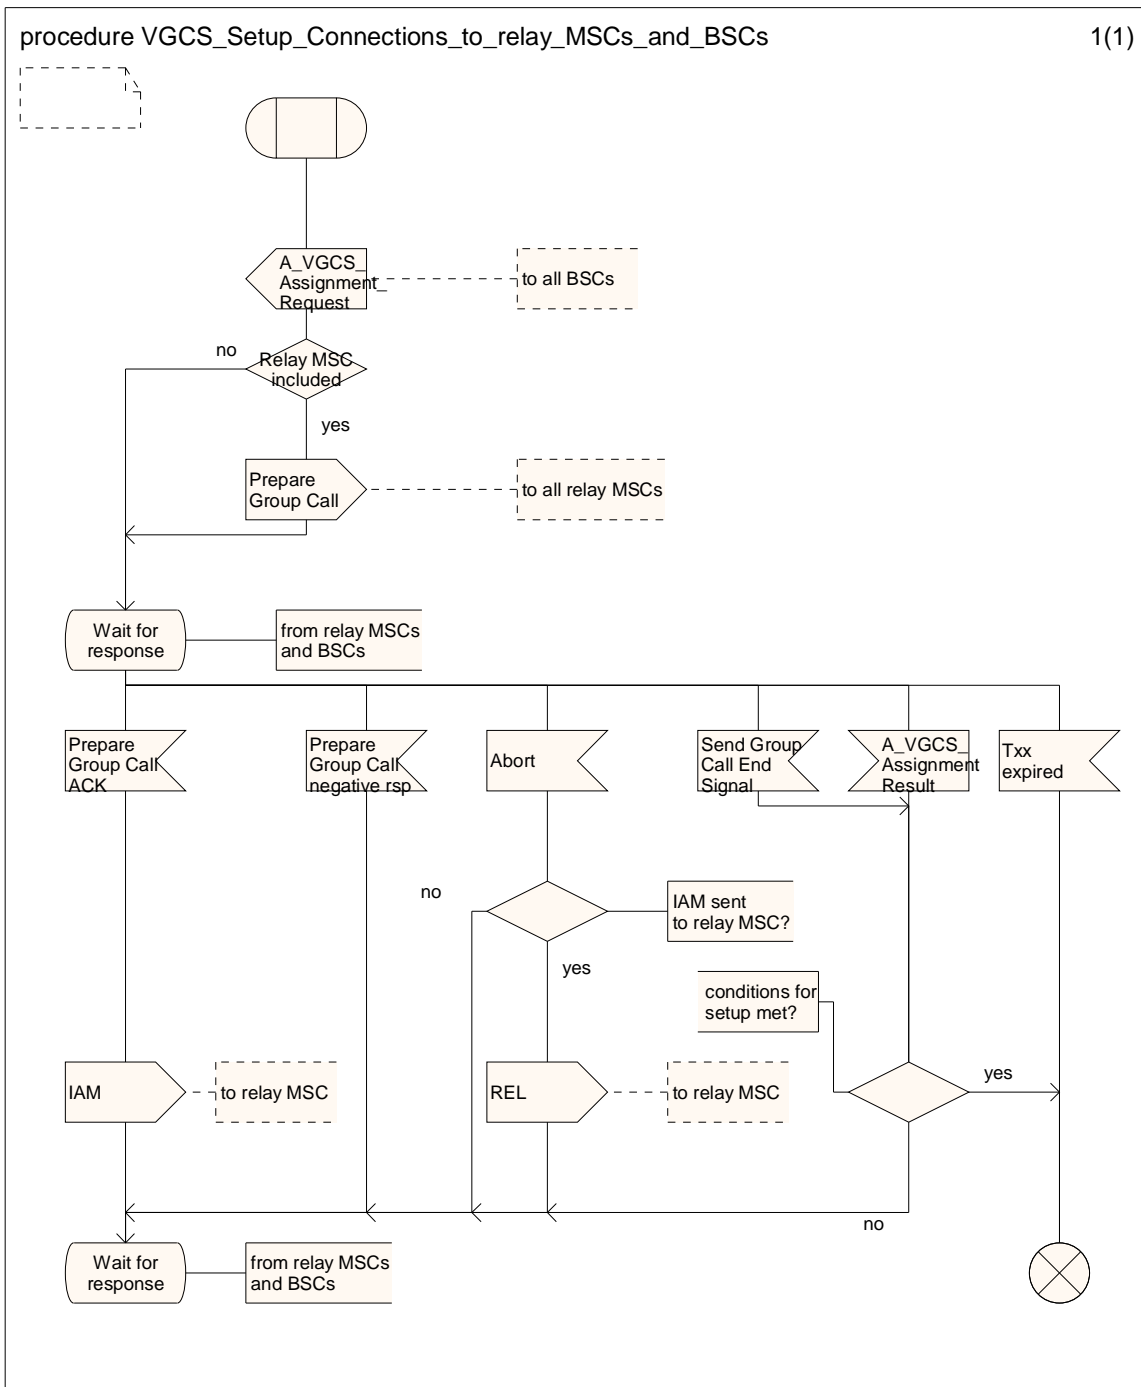 procedure VGCS_Setup_Connections_to_relay_MSCs_and_BSCs
1(1)
A_VGCS_
Assignment_
Request
to all BSCs
no
Relay MSC
included
yes
Prepare
Group Call
to all relay MSCs
Wait for
response
from relay MSCs
and BSCs
Prepare
Group Call
ACK
Prepare
Group Call
negative rsp
Abort
Send Group
Call End
Signal
A_VGCS_
Assignment
Result
Txx
expired
no
IAM sent
to relay MSC?
yes
conditions for
setup met?
IAM
to relay MSC
REL
to relay MSC
yes
no
Wait for
response
from relay MSCs
and BSCs